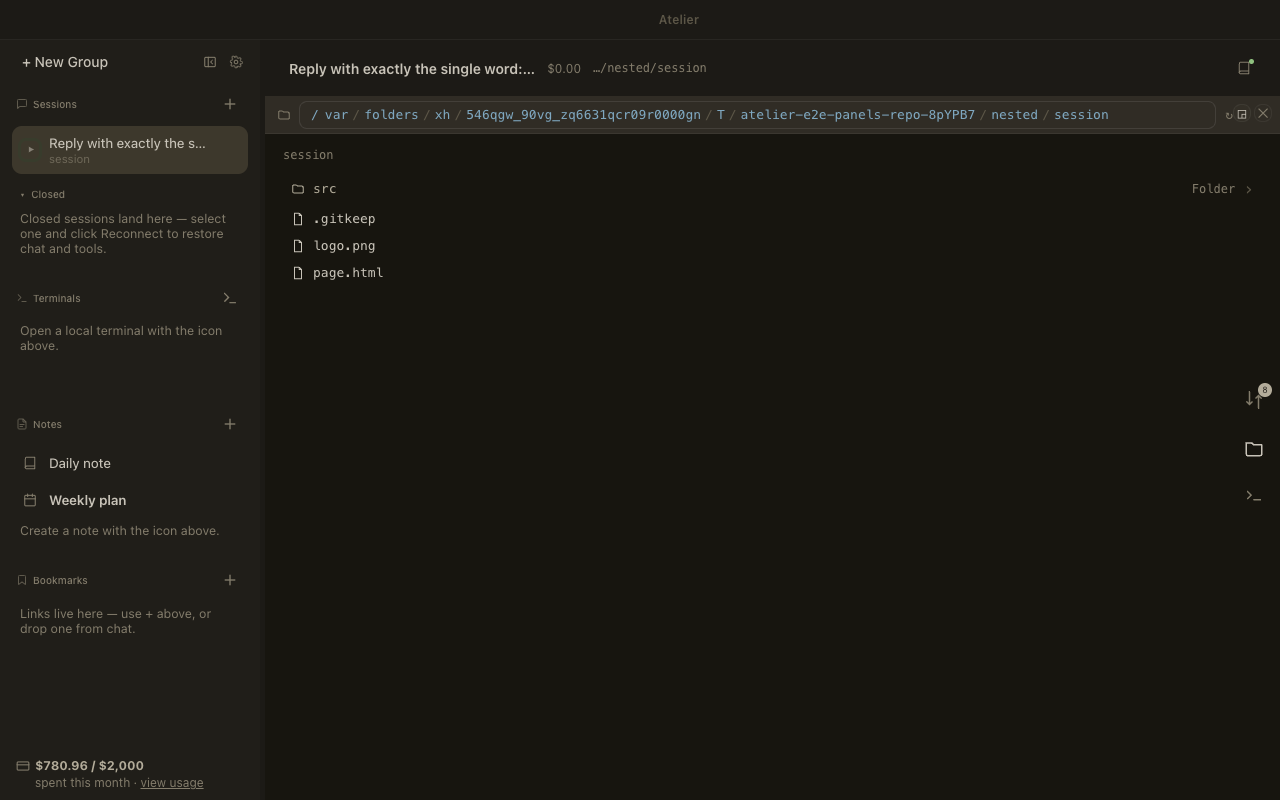 Atelier
+ New Group
Sessions
Reply with exactly the s...
session
Closed
Closed sessions land here — select
one and click Reconnect to restore
chat and tools.
Terminals
Open a local terminal with the icon
above.
Notes
Daily note
Weekly plan
Create a note with the icon above.
Bookmarks
Links live here — use + above, or
drop one from chat.
$780.96 / $2,000
spent this month · view usage
Reply with exactly the single word:... $0.00 …/nested/session
/ var / folders / xh / 546qgw_90vg_zq6631qcr09r0000gn / T / atelier-e2e-panels-repo-8pYPB7 / nested / session
session
src Folder
.gitkeep
logo.png
page.html
8